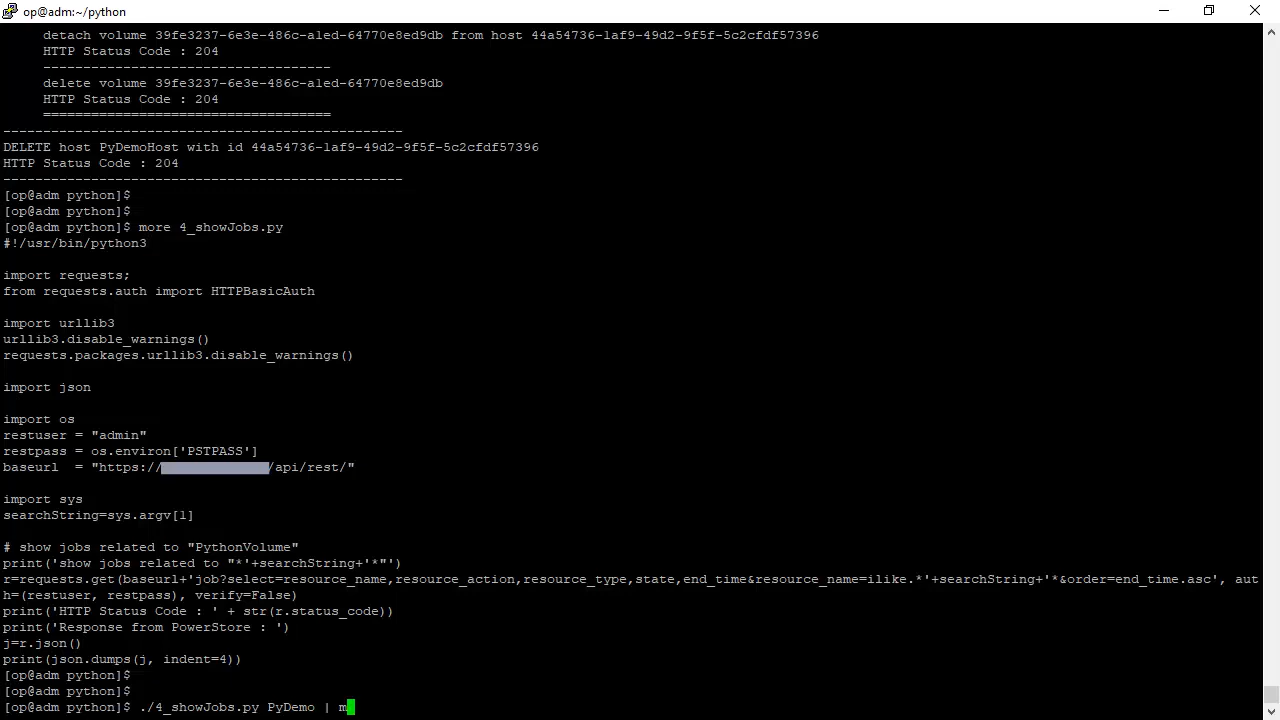 op@adm:~/python
detach volume 39fe3237-6e3e-486c-a1ed-64770e8ed9db from host 44a54736-1af9-49d2-9f5f-5c2cfdf57396
HTTP Status Code : 204
------------------------------------
delete volume 39fe3237-6e3e-486c-a1ed-64770e8ed9db
HTTP Status Code : 204
====================================
--------------------------------------------------
DELETE host PyDemoHost with id 44a54736-1af9-49d2-9f5f-5c2cfdf57396
HTTP Status Code : 204
--------------------------------------------------
[op@adm python]$
[op@adm python]$
[op@adm python]$ more 4_showJobs.py
#!/usr/bin/python3
import requests;
from requests.auth import HTTPBasicAuth
import urllib3
urllib3.disable_warnings()
requests.packages.urllib3.disable_warnings()
import json
import os
restuser = "admin"
restpass = os.environ['PSTPASS']
baseurl  = "https:// /api/rest/"
import sys
searchString=sys.argv[1]
# show jobs related to "PythonVolume"
print('show jobs related to "*'+searchString+'*"')
r=requests.get(baseurl+'job?select=resource_name,resource_action,resource_type,state,end_time&resource_name=ilike.*'+searchString+'*&order=end_time.asc', aut
h=(restuser, restpass), verify=False)
print('HTTP Status Code : ' + str(r.status_code))
print('Response from PowerStore : ')
j=r.json()
print(json.dumps(j, indent=4))
[op@adm python]$
[op@adm python]$
[op@adm python]$ ./4_showJobs.py PyDemo | m